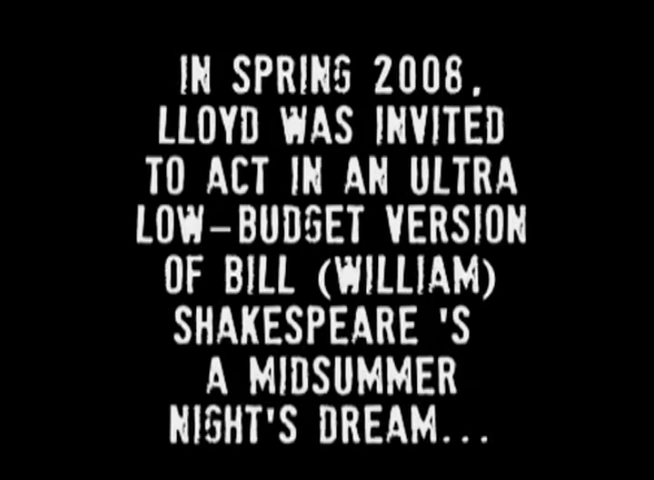 IN SPRING 2008,
LLOYD WAS INVITED
TO ACT IN AN ULTRA
LOW-BUDGET VERSION
OF BILL (WILLIAM)
SHAKESPEARE 'S
A MIDSUMMER
NIGHT'S DREAM...